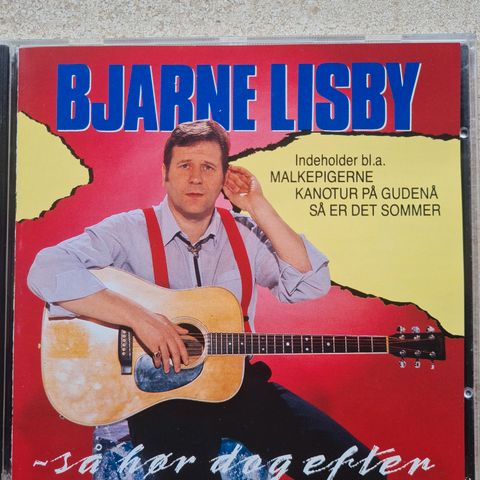 BJARNE LISBY
Indeholder bl.a.
MALKEPIGERNE
KANOTUR PÅ GUDENÅ
SÅ ER DET SOMMER
~så hør dog efter